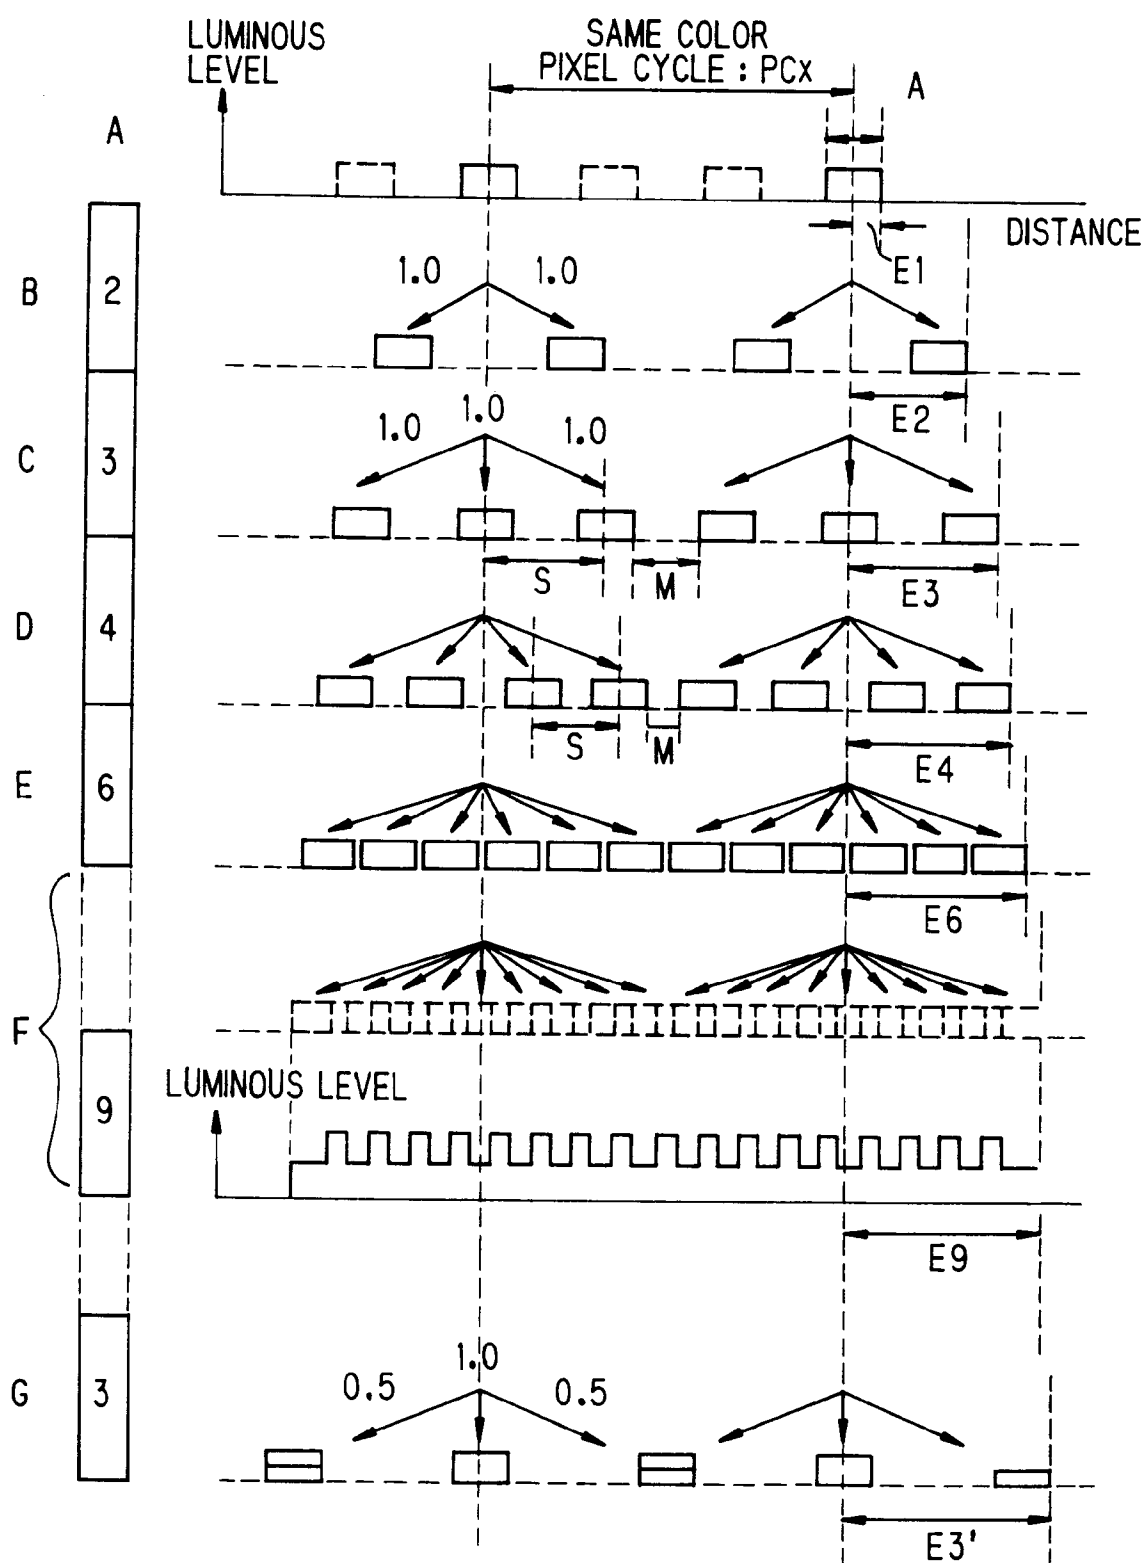 LUMINOUS
LEVEL
SAME COLOR
PIXEL CYCLE : PCx
A
A
DISTANCE
E1
B
2
1.0
1.0
E2
C
3
1.0
1.0
1.0
S
M
E3
D
4
S
M
E4
E
6
E6
F
9
LUMINOUS LEVEL
E9
G
3
0.5
1.0
0.5
E3'